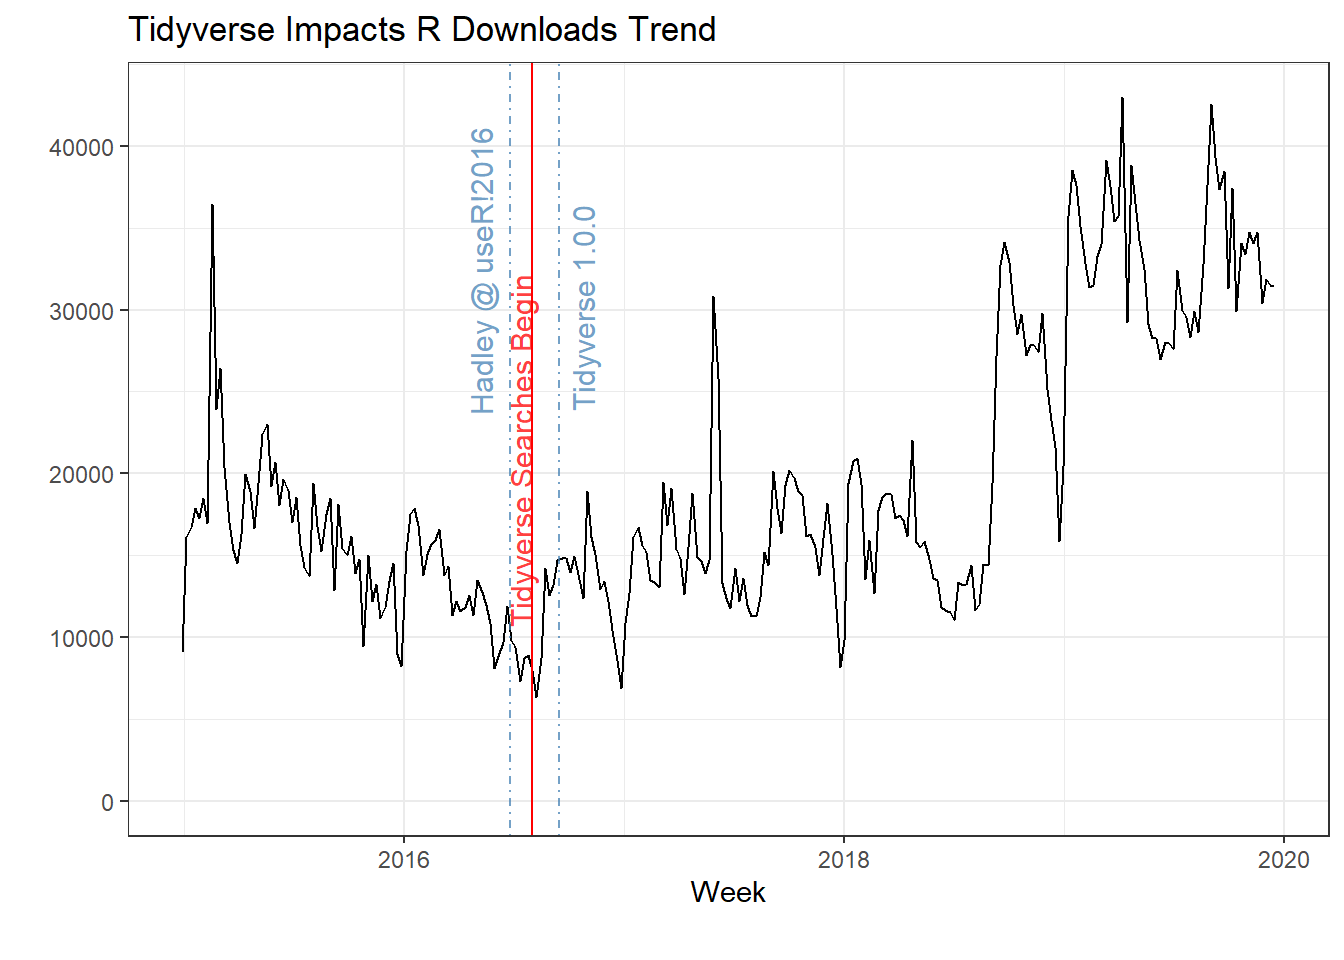 Tidyverse Impacts R Downloads Trend
40000
30000
20000
10000
0
Hadley @ useR!2016
Tidyverse Searches Begin
Tidyverse 1.0.0
2016
2018
2020
Week